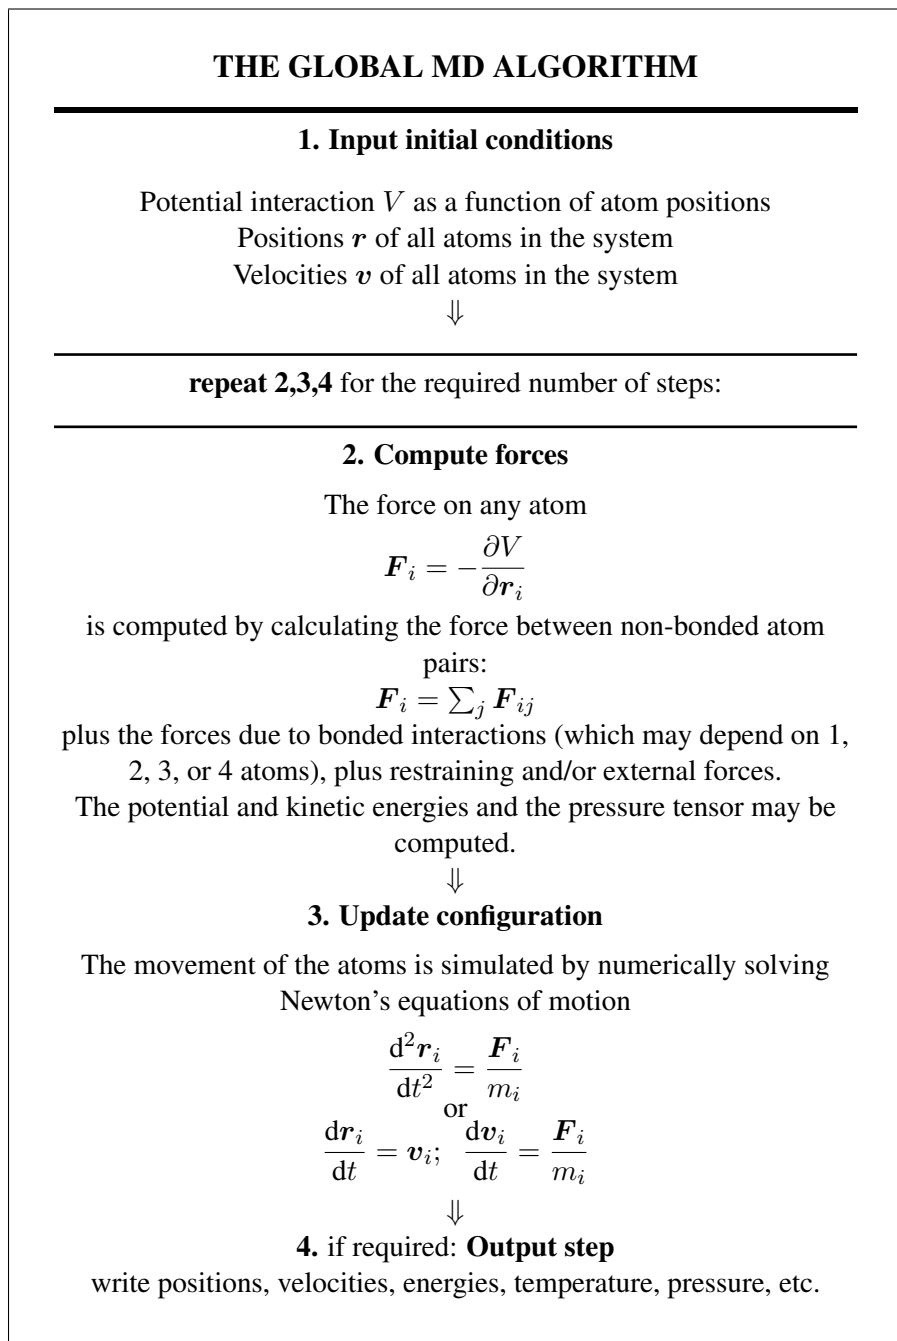 THE GLOBAL MD ALGORITHM
1. Input initial conditions
Potential interaction V as a function of atom positions
Positions r of all atoms in the system
Velocities v of all atoms in the system
⇓
repeat 2,3,4 for the required number of steps:
2. Compute forces
The force on any atom
F_i = −∂V/∂r_i
is computed by calculating the force between non-bonded atom
pairs:
F_i = ∑_j F_ij
plus the forces due to bonded interactions (which may depend on 1,
2, 3, or 4 atoms), plus restraining and/or external forces.
The potential and kinetic energies and the pressure tensor may be
computed.
⇓
3. Update configuration
The movement of the atoms is simulated by numerically solving
Newton’s equations of motion
d²r_i/dt² = F_i/m_i
or
dr_i/dt = v_i; dv_i/dt = F_i/m_i
⇓
4. if required: Output step
write positions, velocities, energies, temperature, pressure, etc.